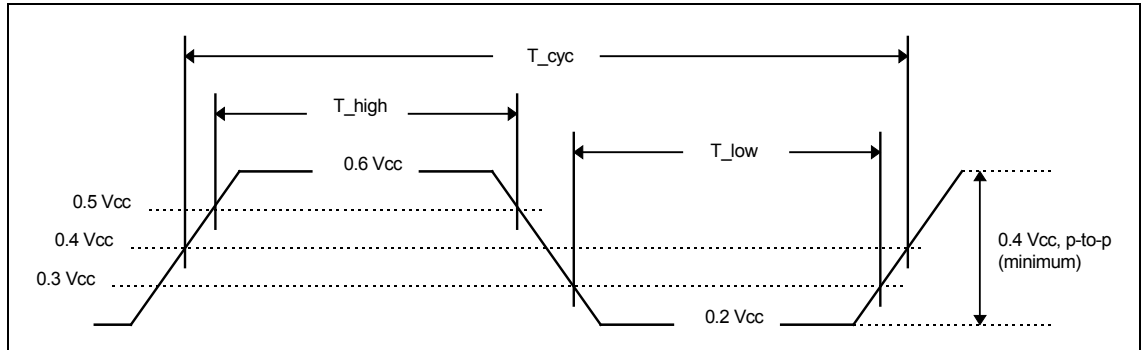 T_cyc
T_high
T_low
0.6 Vcc
0.5 Vcc
0.4 Vcc
0.3 Vcc
0.2 Vcc
0.4 Vcc, p-to-p
(minimum)